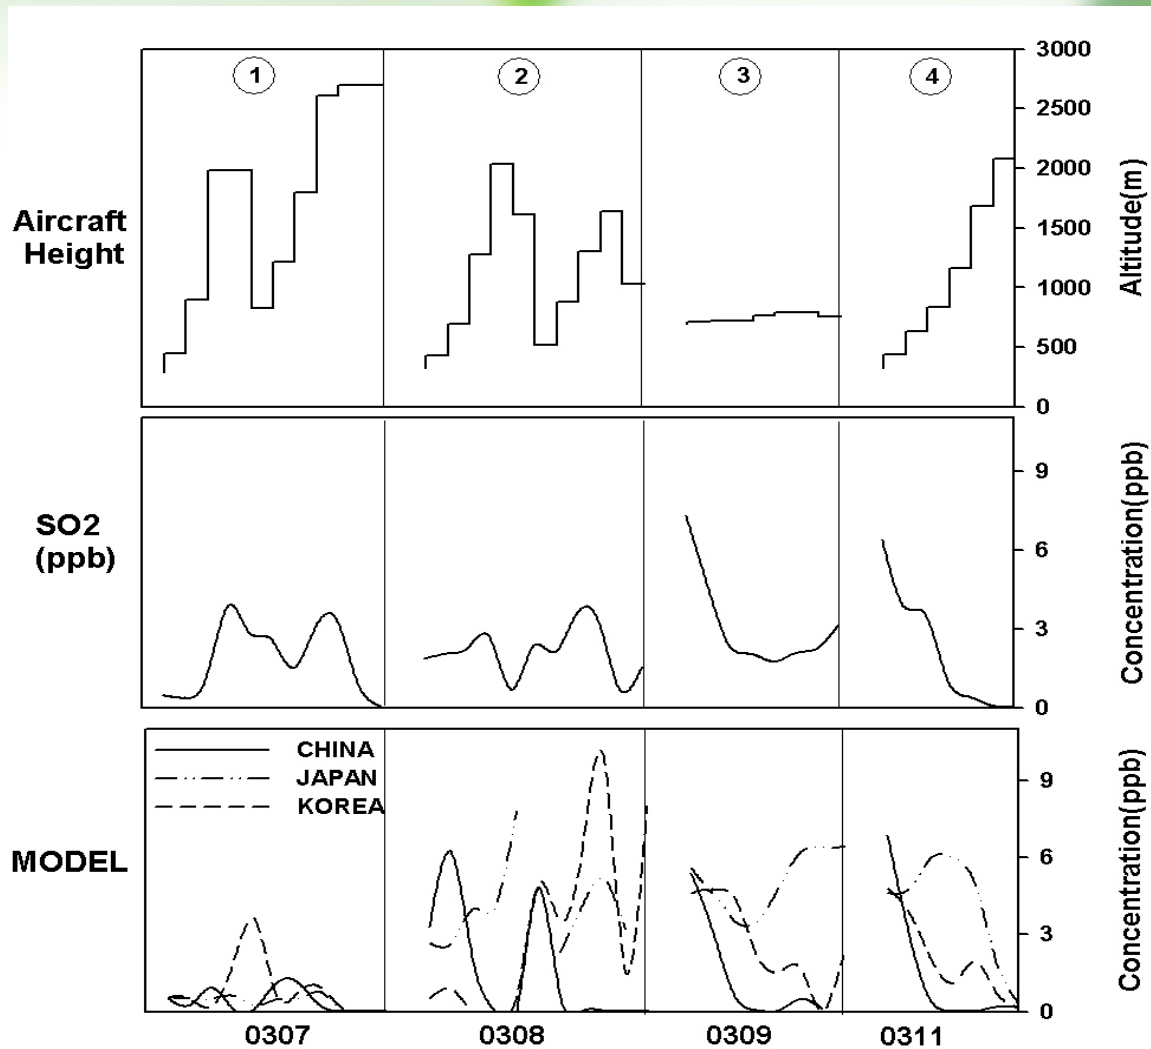 1
2
3
4
3000
2500
2000
1500
1000
500
0
Aircraft
Height
Altitude(m)
SO2
(ppb)
9
6
3
0
Concentration(ppb)
CHINA
JAPAN
KOREA
MODEL
9
6
3
0
Concentration(ppb)
0307
0308
0309
0311